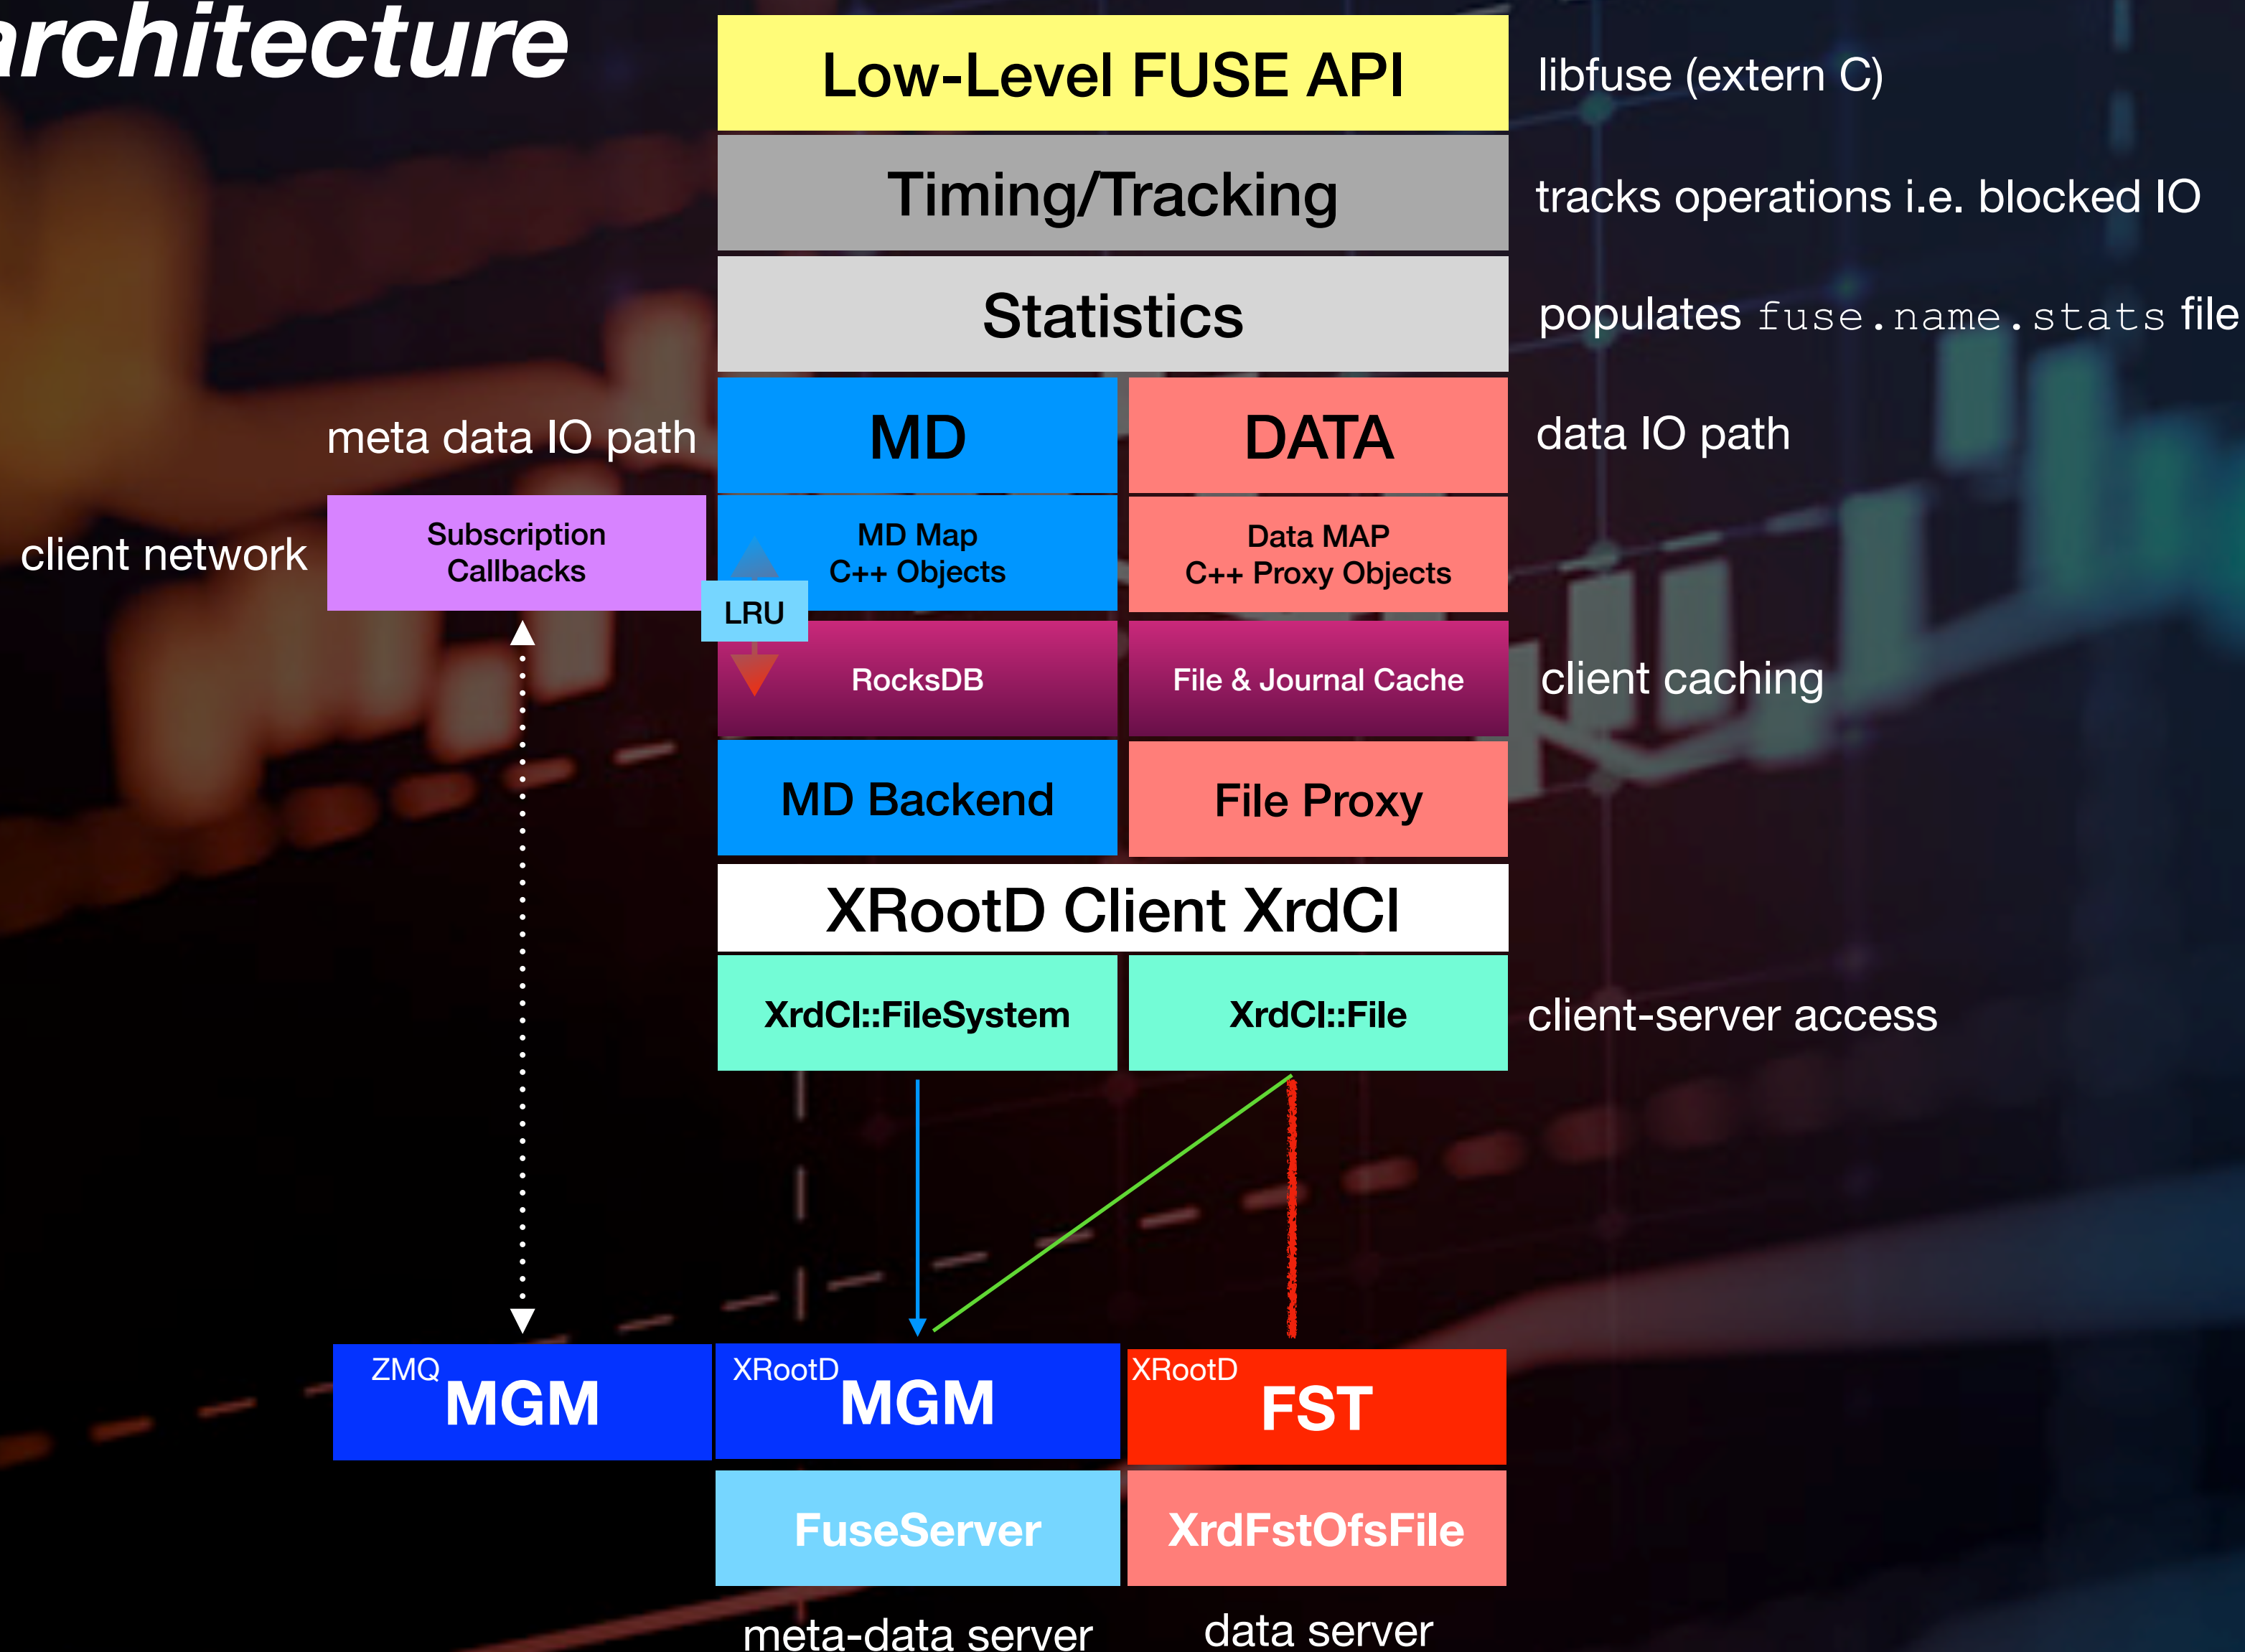 architecture
Low-Level FUSE API
libfuse (extern C)
Timing/Tracking
tracks operations i.e. blocked IO
Statistics
populates fuse.name.stats file
meta data IO path
MD
DATA
data IO path
client network
Subscription
Callbacks
MD Map
C++ Objects
Data MAP
C++ Proxy Objects
LRU
RocksDB
File & Journal Cache
client caching
MD Backend
File Proxy
XRootD Client XrdCl
XrdCl::FileSystem
XrdCl::File
client-server access
ZMQ
MGM
XRootD
MGM
XRootD
FST
FuseServer
XrdFstOfsFile
meta-data server
data server